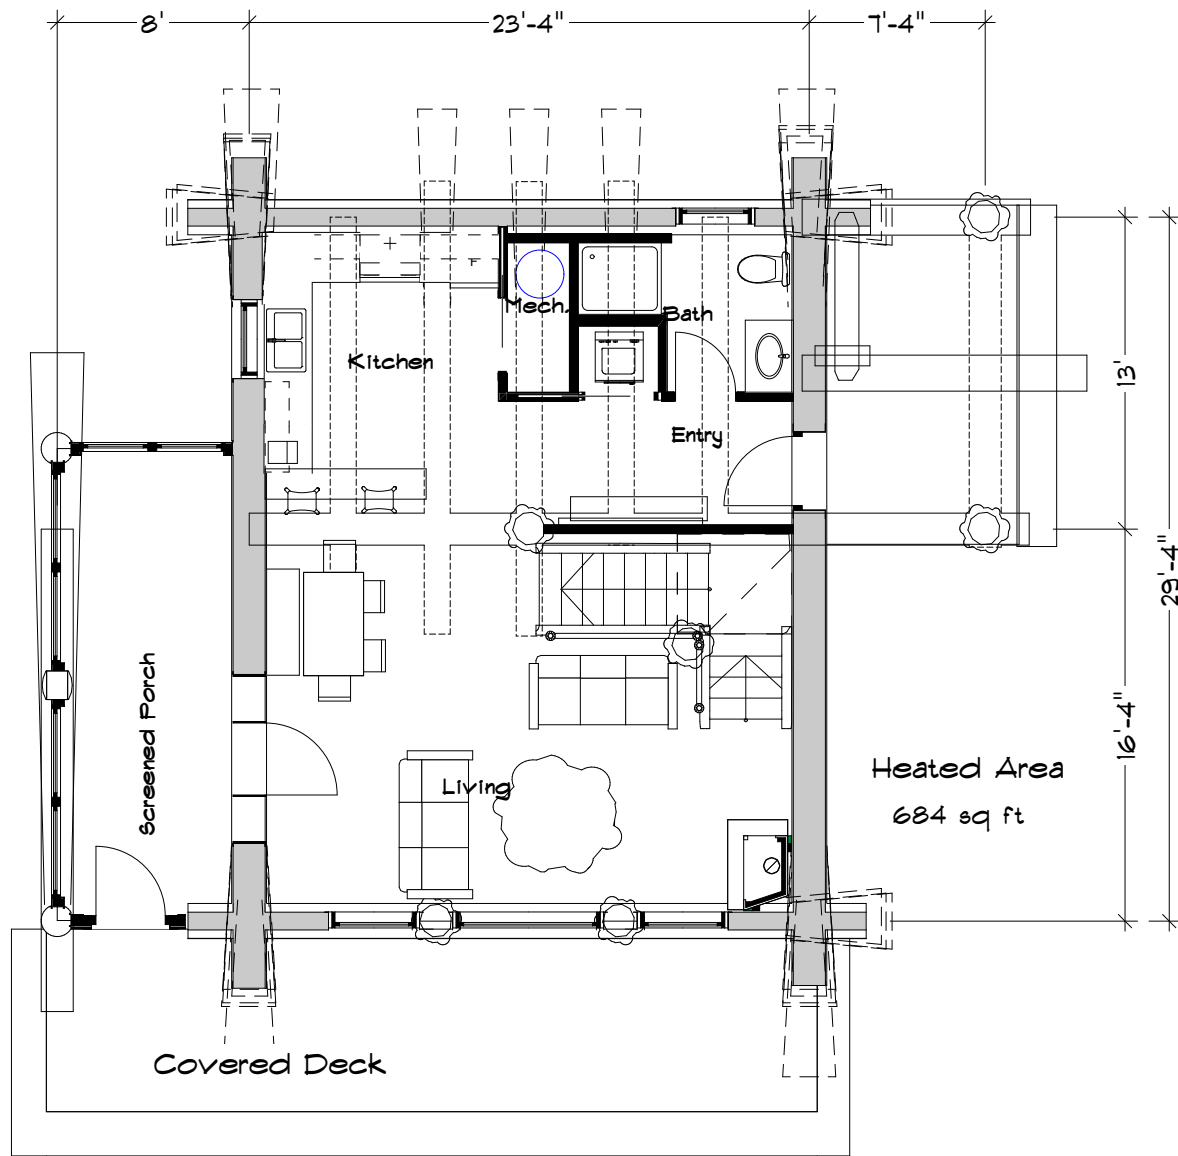 8'
23'-4"
7'-4"
Mech.
Bath
Kitchen
13'
Entry
29'-4"
Screened Porch
16'-4"
Living
Heated Area
684 sq ft
Covered Deck